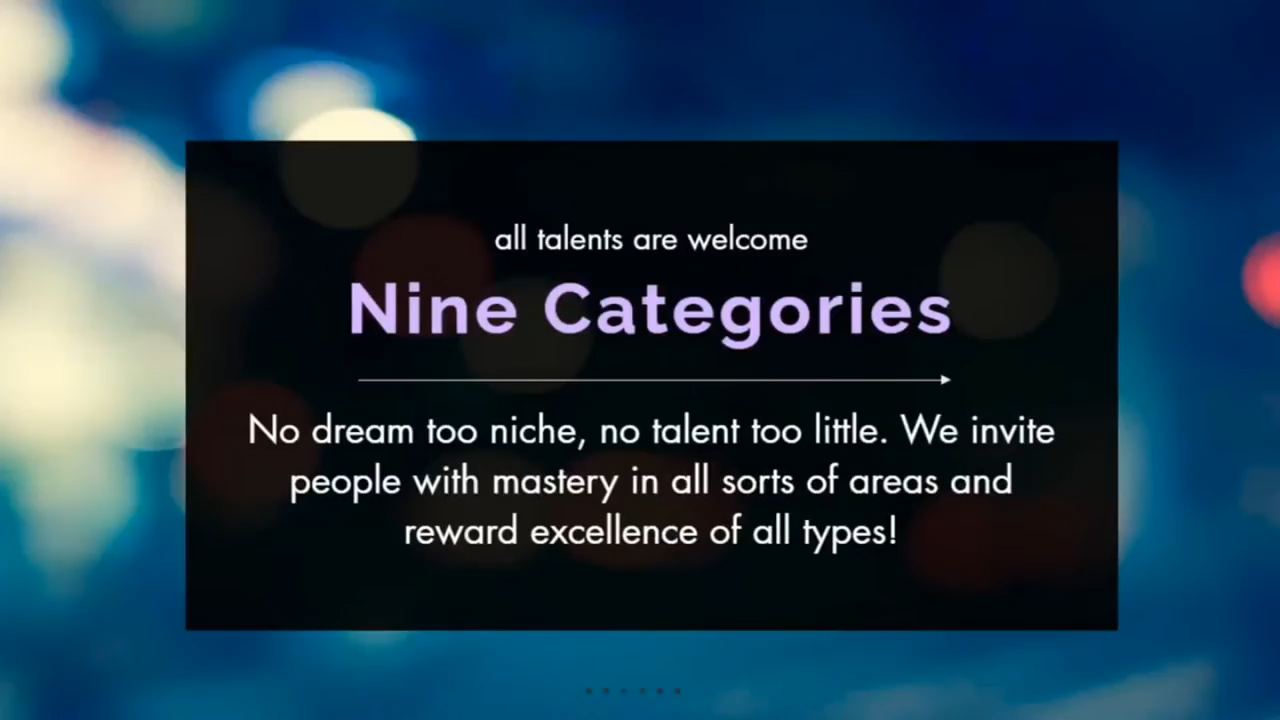 all talents are welcome
Nine Categories
No dream too niche, no talent too little. We invite
people with mastery in all sorts of areas and
reward excellence of all types!